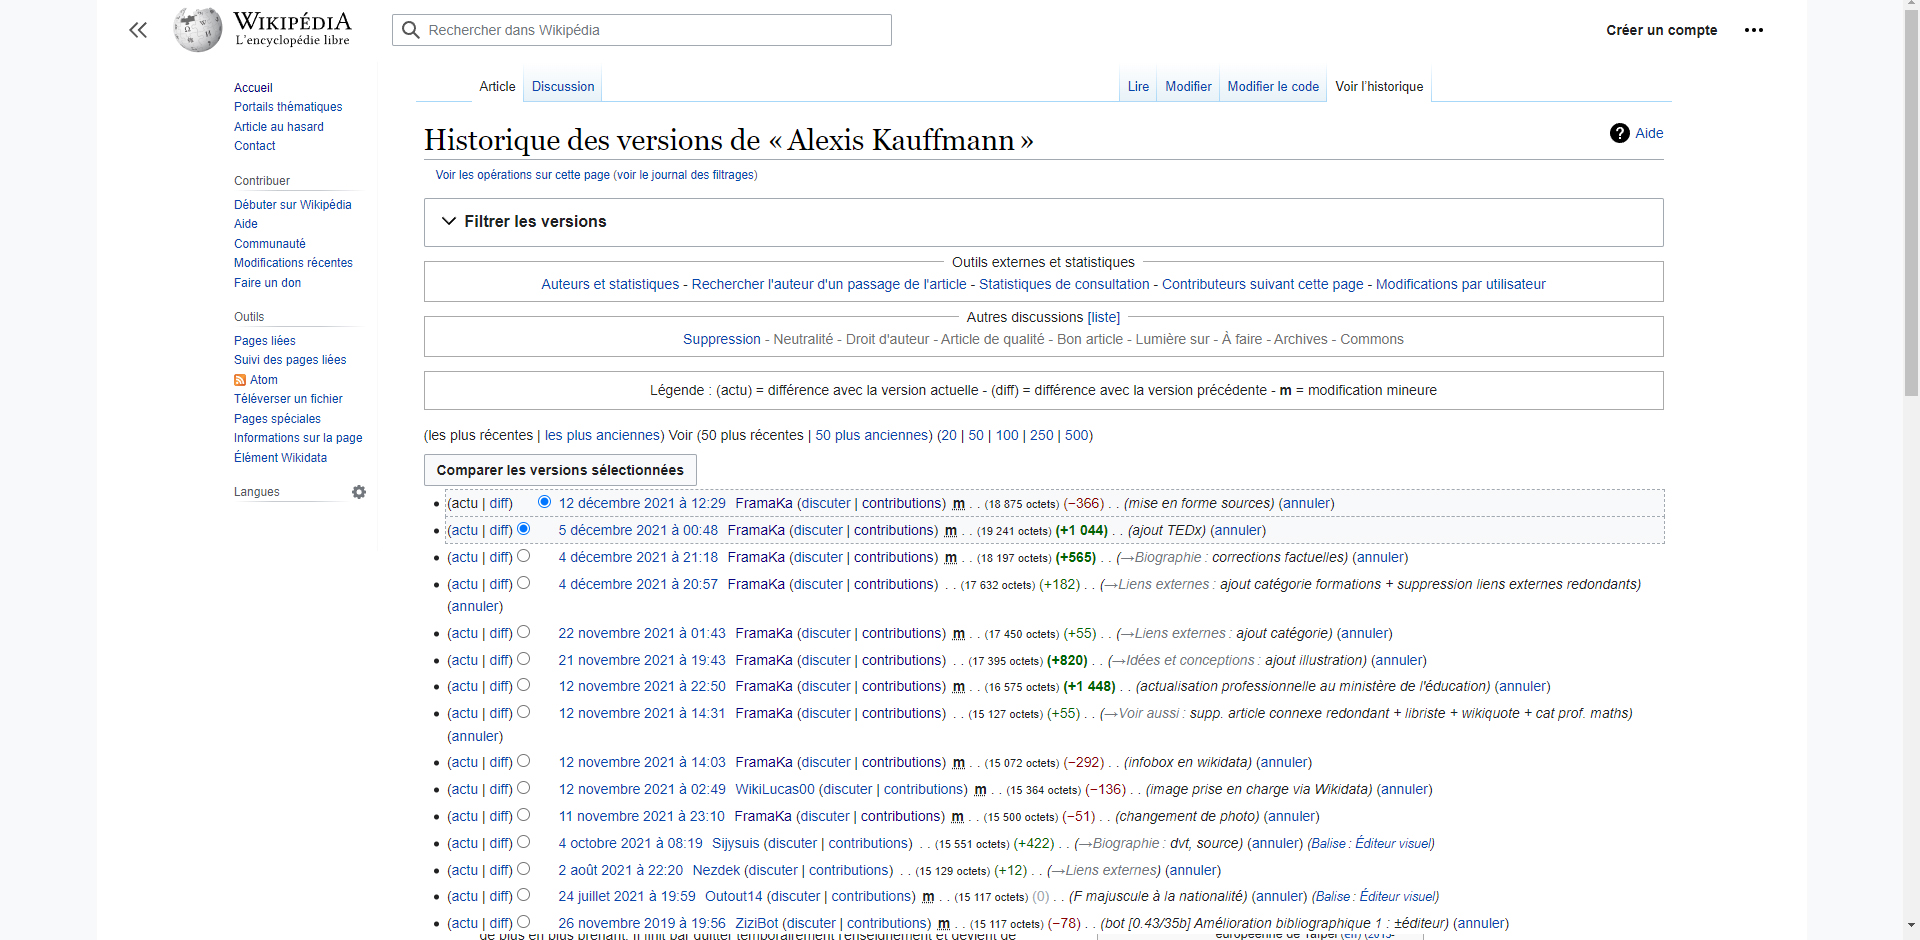 WIKIPÉDIA
L'encyclopédie libre
Rechercher dans Wikipédia
Créer un compte
Accueil
Portails thématiques
Article au hasard
Contact
Contribuer
Débuter sur Wikipédia
Aide
Communauté
Modifications récentes
Faire un don
Outils
Pages liées
Suivi des pages liées
Atom
Téléverser un fichier
Pages spéciales
Informations sur la page
Élément Wikidata
Langues
Article Discussion Lire Modifier Modifier le code Voir l'historique
Historique des versions de « Alexis Kauffmann »
Aide
Voir les opérations sur cette page (voir le journal des filtrages)
Filtrer les versions
Outils externes et statistiques
Auteurs et statistiques - Rechercher l'auteur d'un passage de l'article - Statistiques de consultation - Contributeurs suivant cette page - Modifications par utilisateur
Autres discussions [liste]
Suppression - Neutralité - Droit d'auteur - Article de qualité - Bon article - Lumière sur - À faire - Archives - Commons
Légende : (actu) = différence avec la version actuelle - (diff) = différence avec la version précédente - m = modification mineure
(les plus récentes | les plus anciennes) Voir (50 plus récentes | 50 plus anciennes) (20 | 50 | 100 | 250 | 500)
Comparer les versions sélectionnées
(actu | diff) 12 décembre 2021 à 12:29 FramaKa (discuter | contributions) m . . (18 875 octets) (−366) . . (mise en forme sources) (annuler)
(actu | diff) 5 décembre 2021 à 00:48 FramaKa (discuter | contributions) m . . (19 241 octets) (+1 044) . . (ajout TEDx) (annuler)
(actu | diff) 4 décembre 2021 à 21:18 FramaKa (discuter | contributions) m . . (18 197 octets) (+565) . . (→Biographie : corrections factuelles) (annuler)
(actu | diff) 4 décembre 2021 à 20:57 FramaKa (discuter | contributions) . . (17 632 octets) (+182) . . (→Liens externes : ajout catégorie formations + suppression liens externes redondants)
(annuler)
(actu | diff) 22 novembre 2021 à 01:43 FramaKa (discuter | contributions) m . . (17 450 octets) (+55) . . (→Liens externes : ajout catégorie) (annuler)
(actu | diff) 21 novembre 2021 à 19:43 FramaKa (discuter | contributions) . . (17 395 octets) (+820) . . (→Idées et conceptions : ajout illustration) (annuler)
(actu | diff) 12 novembre 2021 à 22:50 FramaKa (discuter | contributions) m . . (16 575 octets) (+1 448) . . (actualisation professionnelle au ministère de l'éducation) (annuler)
(actu | diff) 12 novembre 2021 à 14:31 FramaKa (discuter | contributions) . . (15 127 octets) (+55) . . (→Voir aussi : supp. article connexe redondant + libriste + wikiquote + cat prof. maths)
(annuler)
(actu | diff) 12 novembre 2021 à 14:03 FramaKa (discuter | contributions) m . . (15 072 octets) (−292) . . (infobox en wikidata) (annuler)
(actu | diff) 12 novembre 2021 à 02:49 WikiLucas00 (discuter | contributions) m . . (15 364 octets) (−136) . . (image prise en charge via Wikidata) (annuler)
(actu | diff) 11 novembre 2021 à 23:10 FramaKa (discuter | contributions) m . . (15 500 octets) (−51) . . (changement de photo) (annuler)
(actu | diff) 4 octobre 2021 à 08:19 Sijysuis (discuter | contributions) . . (15 551 octets) (+422) . . (→Biographie : dvt, source) (annuler) (Balise : Éditeur visuel)
(actu | diff) 2 août 2021 à 22:20 Nezdek (discuter | contributions) . . (15 129 octets) (+12) . . (→Liens externes) (annuler)
(actu | diff) 24 juillet 2021 à 19:59 Outout14 (discuter | contributions) m . . (15 117 octets) (0) . . (F majuscule à la nationalité) (annuler) (Balise : Éditeur visuel)
(actu | diff) 26 novembre 2019 à 19:56 ZiziBot (discuter | contributions) m . . (15 117 octets) (−78) . . (bot [0.43/35b] Amélioration bibliographique 1 : ±éditeur) (annuler)